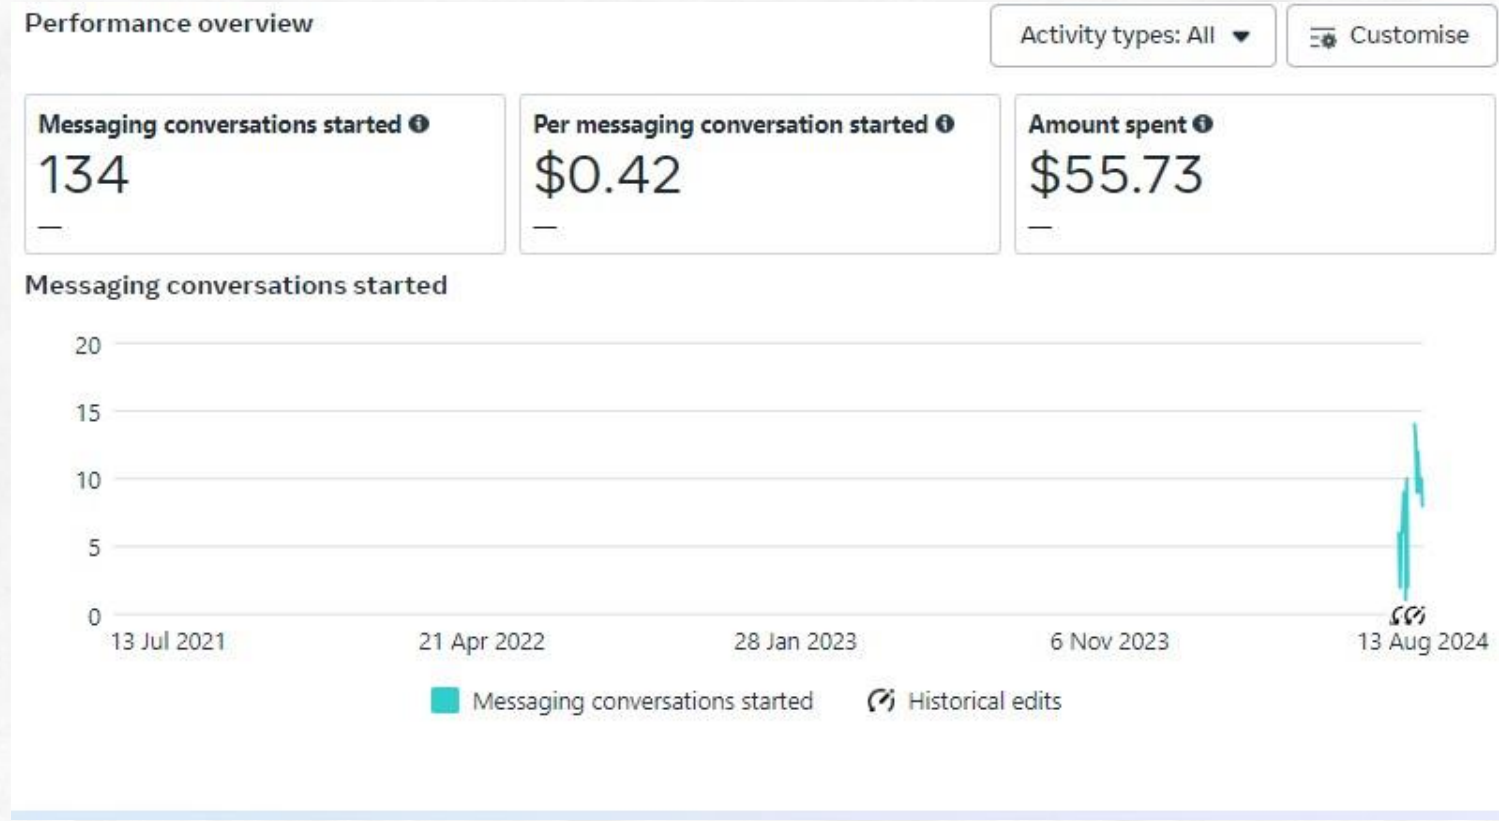 Performance overview
Activity types: All
Customise
Messaging conversations started
134
—
Per messaging conversation started
$0.42
—
Amount spent
$55.73
—
Messaging conversations started
20
15
10
5
0
13 Jul 2021
21 Apr 2022
28 Jan 2023
6 Nov 2023
13 Aug 2024
Messaging conversations started
Historical edits